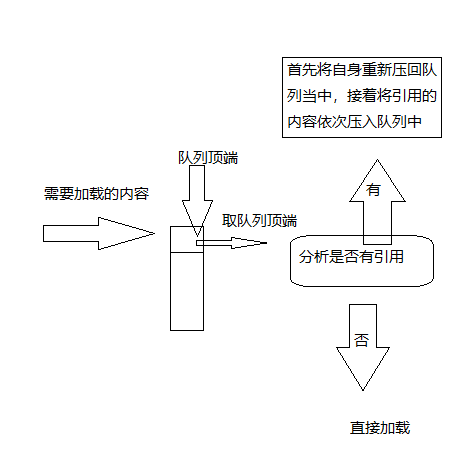 首先将自身重新压回队
列当中，接着将引用的
内容依次压入队列中
队列顶端
需要加载的内容
有
取队列顶端
分析是否有引用
否
直接加载